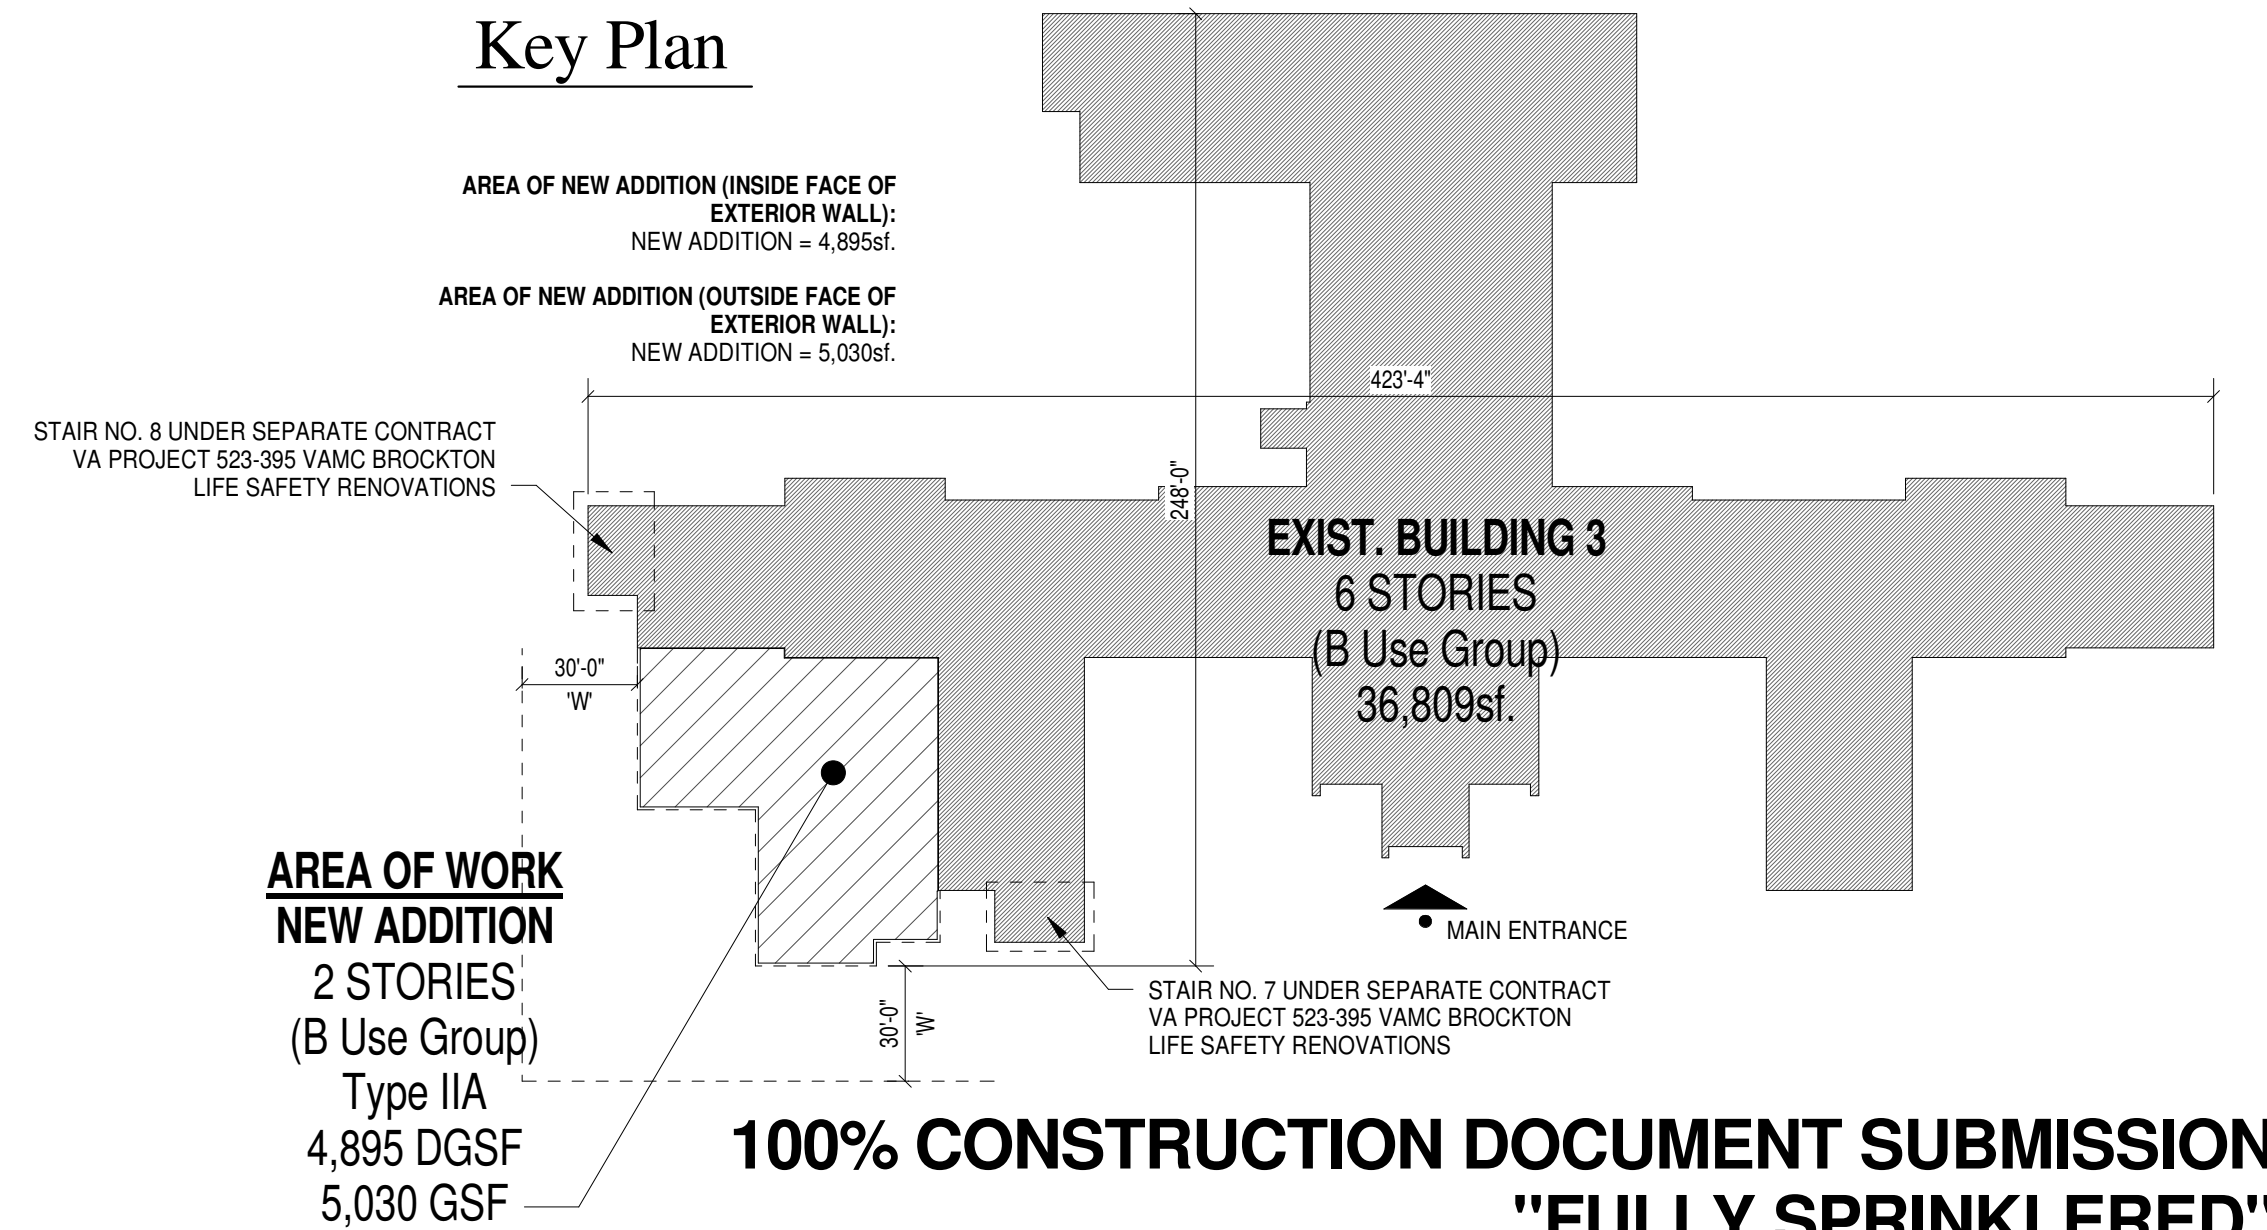 Key Plan
AREA OF NEW ADDITION (INSIDE FACE OF
EXTERIOR WALL):
NEW ADDITION = 4,895sf.
AREA OF NEW ADDITION (OUTSIDE FACE OF
EXTERIOR WALL):
NEW ADDITION = 5,030sf.
423'-4"
STAIR NO. 8 UNDER SEPARATE CONTRACT
VA PROJECT 523-395 VAMC BROCKTON
LIFE SAFETY RENOVATIONS
248'-0"
EXIST. BUILDING 3
6 STORIES
(B Use Group)
36,809sf.
30'-0"
'W'
AREA OF WORK
NEW ADDITION
2 STORIES
(B Use Group)
Type IIA
4,895 DGSF
5,030 GSF
MAIN ENTRANCE
STAIR NO. 7 UNDER SEPARATE CONTRACT
VA PROJECT 523-395 VAMC BROCKTON
LIFE SAFETY RENOVATIONS
30'-0"
'W'
100% CONSTRUCTION DOCUMENT SUBMISSION
"FULLY SPRINKLERED"